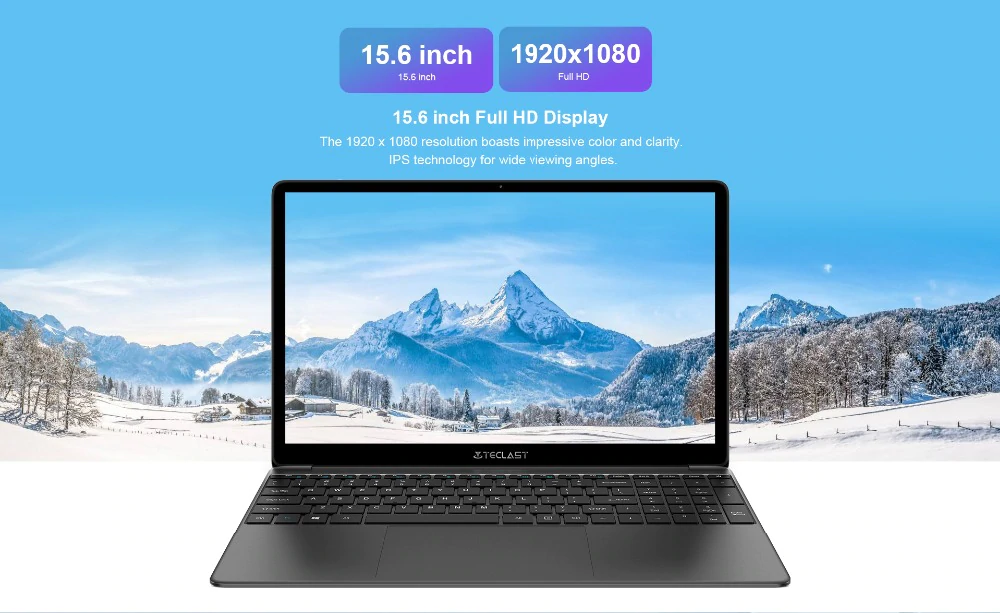 15.6 inch
15.6 inch
1920x1080
Full HD
15.6 inch Full HD Display
The 1920 x 1080 resolution boasts impressive color and clarity.
IPS technology for wide viewing angles.
TECLAST